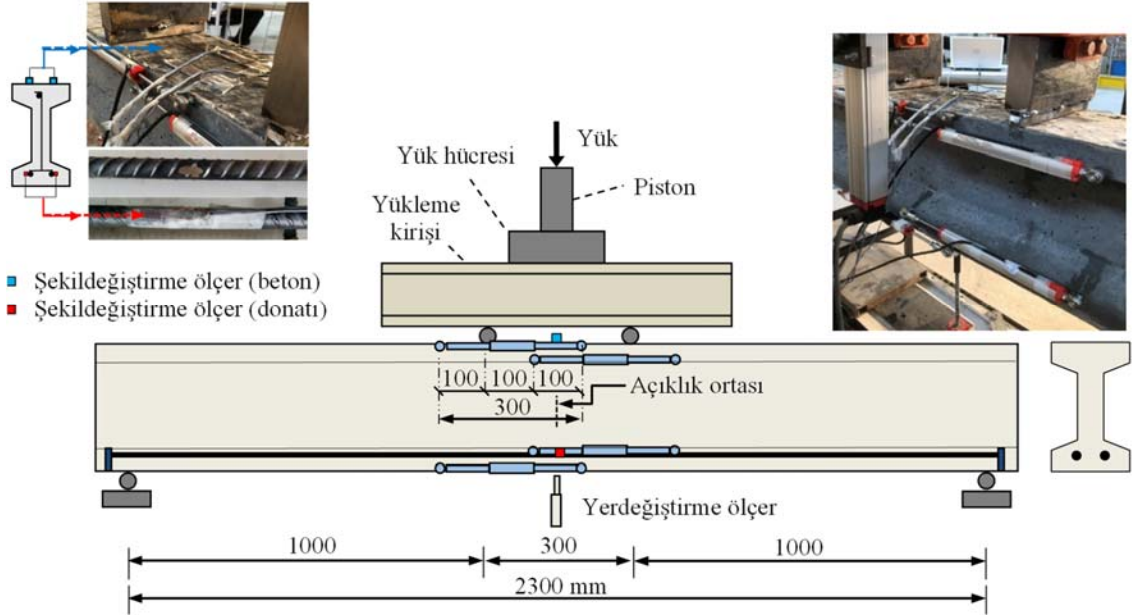 Yük
Yük hücresi
Piston
Yükleme
kirişi
Şekildeğiştirme ölçer (beton)
Şekildeğiştirme ölçer (donatı)
100 100 100
300
Açıklık ortası
Yerdeğiştirme ölçer
1000 300 1000
2300 mm